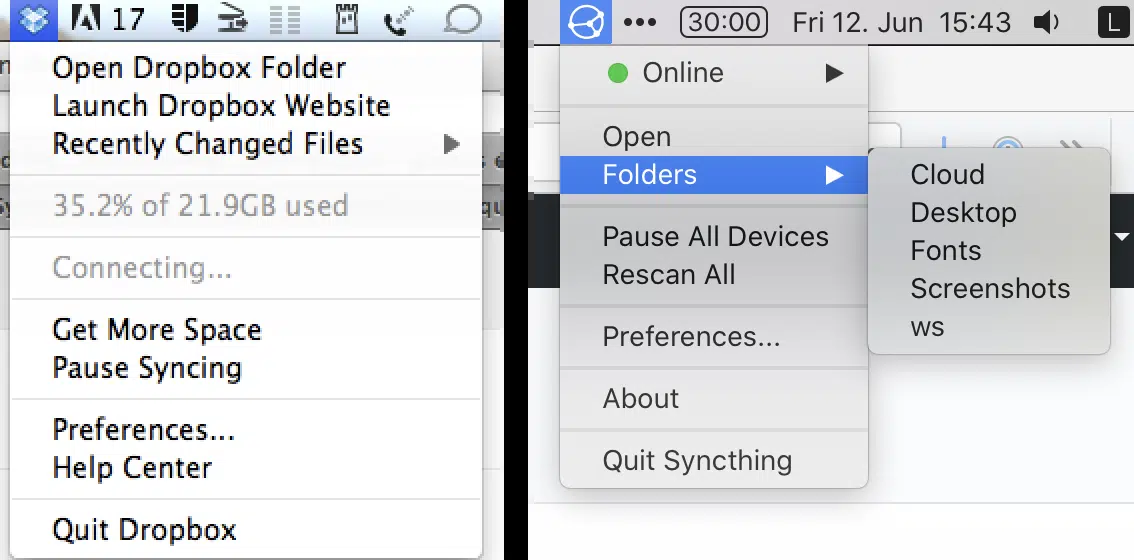 17
Open Dropbox Folder
Launch Dropbox Website
Recently Changed Files
35.2% of 21.9GB used
Connecting...
Get More Space
Pause Syncing
Preferences...
Help Center
Quit Dropbox
30:00 Fri 12. Jun 15:43 L
Online
Open
Folders
Pause All Devices
Rescan All
Preferences...
About
Quit Syncthing
Cloud
Desktop
Fonts
Screenshots
ws